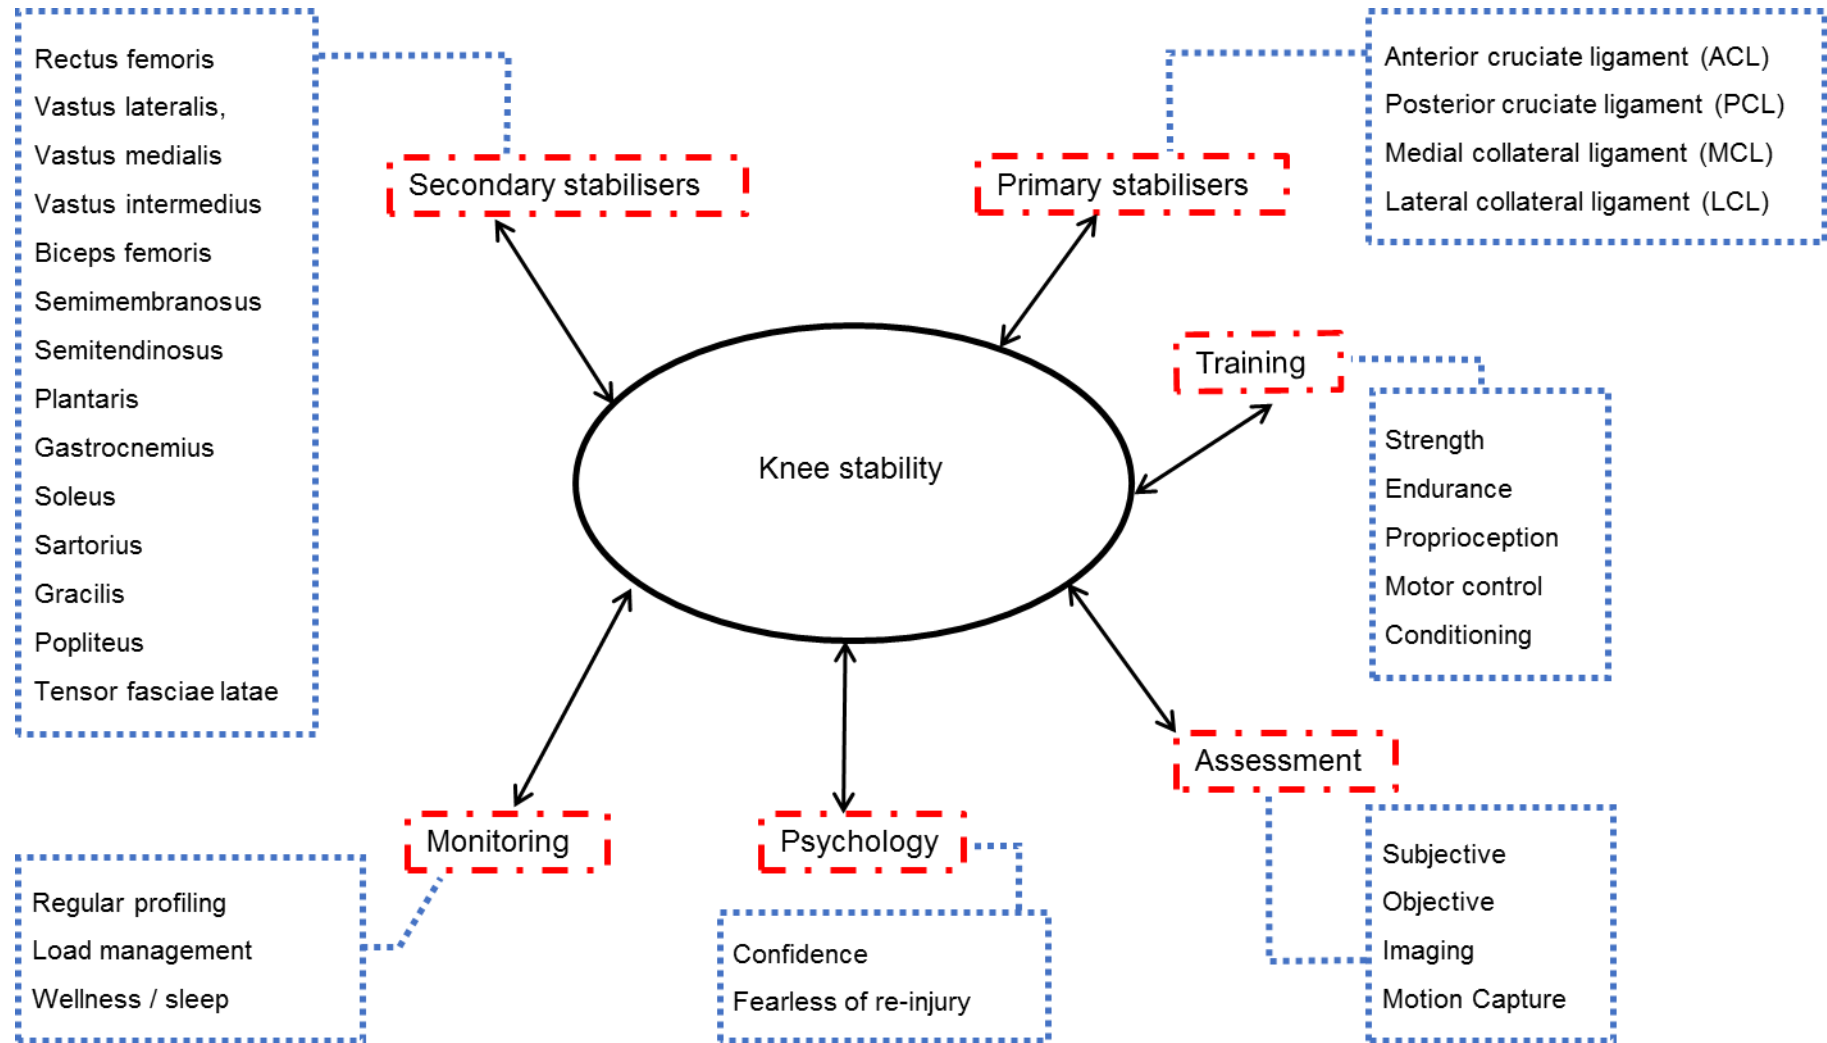 Rectus femoris
Vastus lateralis,
Vastus medialis
Vastus intermedius
Biceps femoris
Semimembranosus
Semitendinosus
Plantaris
Gastrocnemius
Soleus
Sartorius
Gracilis
Popliteus
Tensor fasciae latae
Secondary stabilisers
Primary stabilisers
Anterior cruciate ligament (ACL)
Posterior cruciate ligament (PCL)
Medial collateral ligament (MCL)
Lateral collateral ligament (LCL)
Knee stability
Training
Strength
Endurance
Proprioception
Motor control
Conditioning
Assessment
Subjective
Objective
Imaging
Motion Capture
Monitoring
Regular profiling
Load management
Wellness / sleep
Psychology
Confidence
Fearless of re-injury